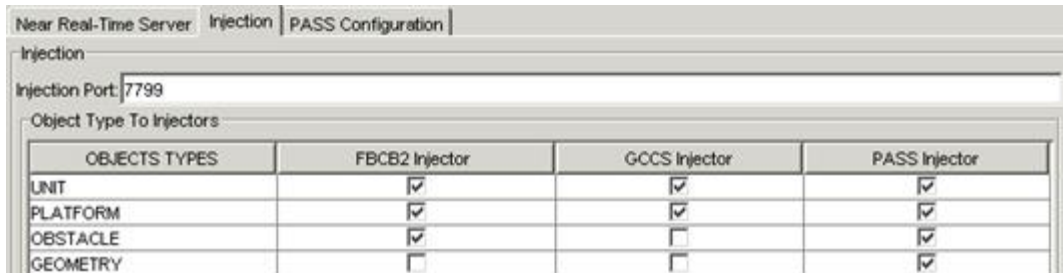 Near Real-Time Server Injection PASS Configuration
Injection
Injection Port: 7799
Object Type To Injectors
OBJECTS TYPES FBCB2 Injector GCCS Injector PASS Injector
UNIT
PLATFORM
OBSTACLE
GEOMETRY